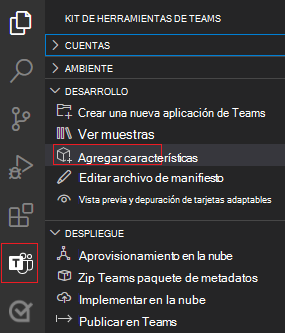 KIT DE HERRAMIENTAS DE TEAMS
CUENTAS
AMBIENTE
DESARROLLO
Crear una nueva aplicación de Teams
Ver muestras
Agregar características
Editar archivo de manifiesto
Vista previa y depuración de tarjetas adaptables
DESPLIEGUE
Aprovisionamiento en la nube
Zip Teams paquete de metadatos
Implementar en la nube
Publicar en Teams